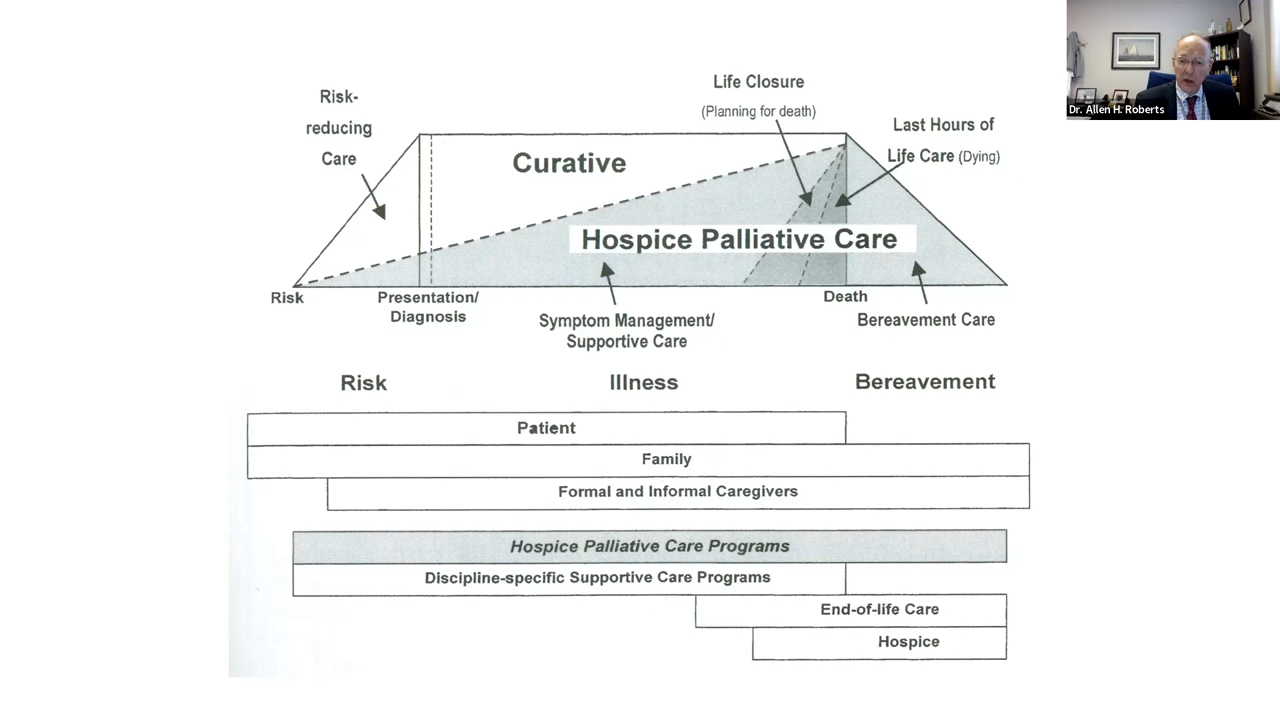 Dr. Allen H. Roberts
Life Closure
(Planning for death)
Risk-
reducing
Care
Last Hours of
Life Care (Dying)
Curative
Hospice Palliative Care
Risk
Presentation/
Diagnosis
Death
Symptom Management/
Supportive Care
Bereavement Care
Risk
Illness
Bereavement
Patient
Family
Formal and Informal Caregivers
Hospice Palliative Care Programs
Discipline-specific Supportive Care Programs
End-of-life Care
Hospice